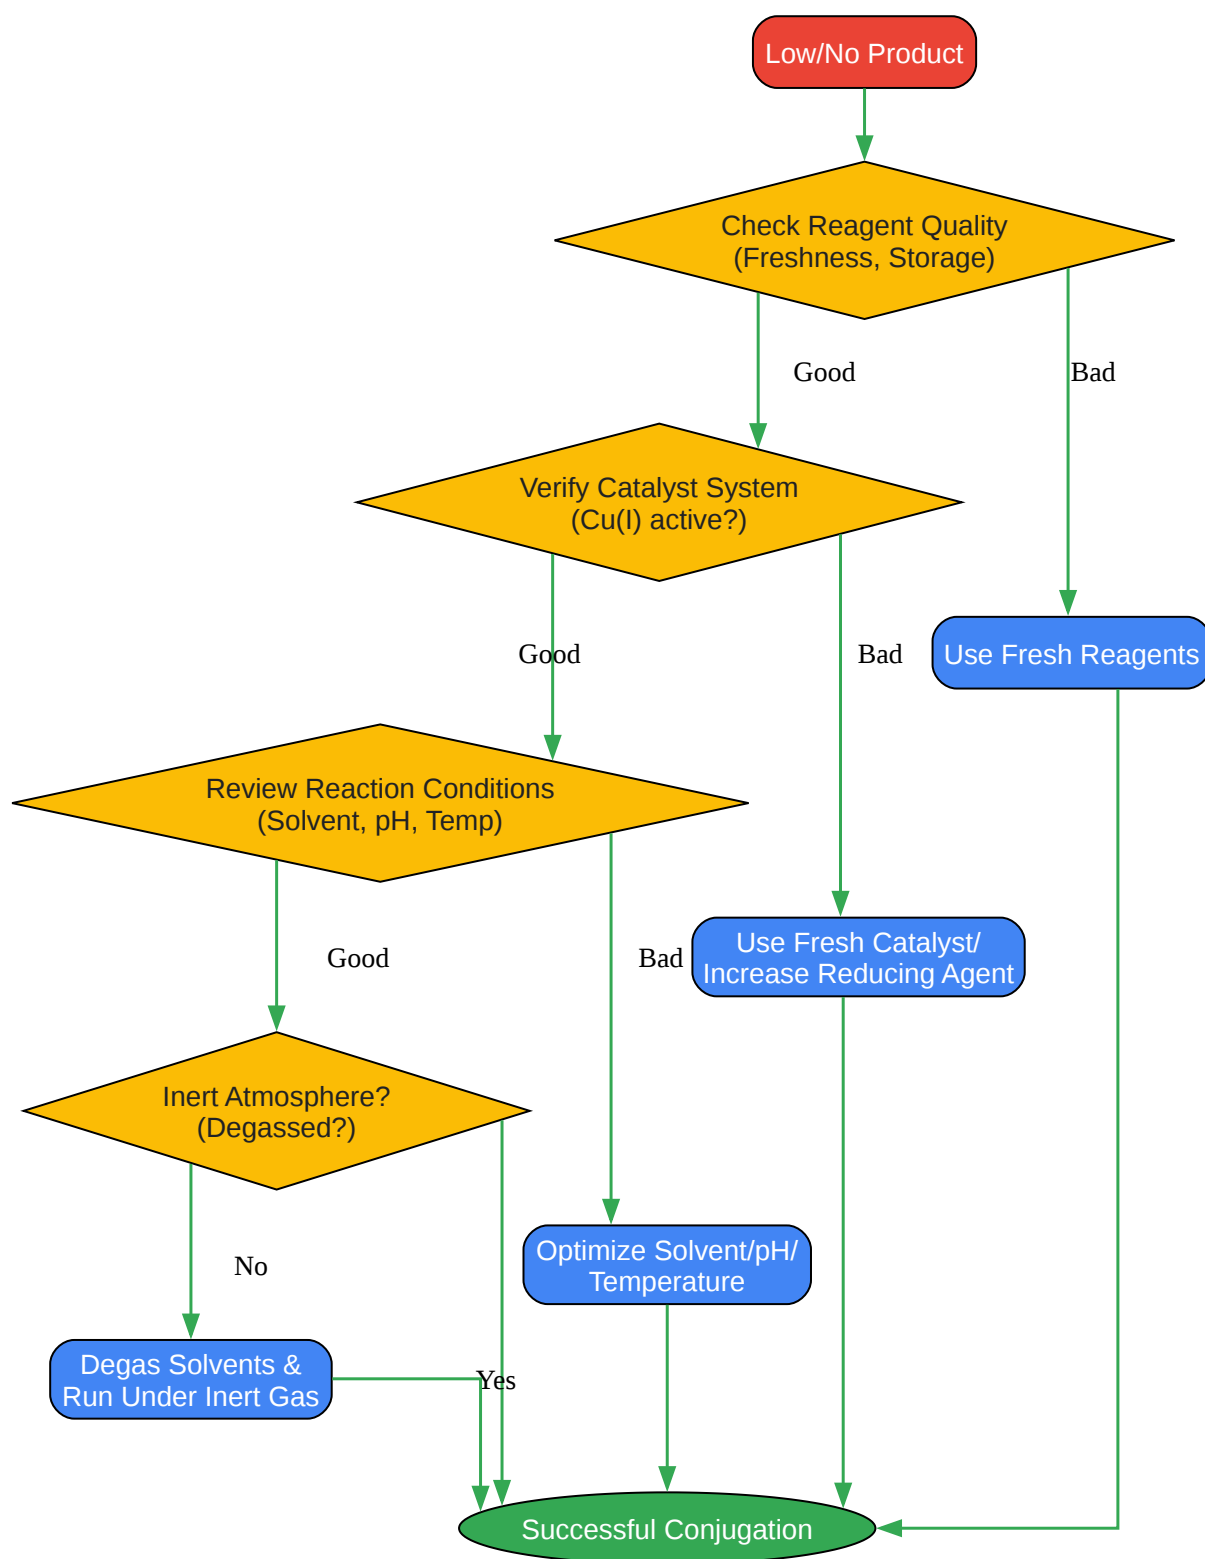 Low/No Product
Check Reagent Quality
(Freshness, Storage)
Good
Bad
Verify Catalyst System
(Cu(I) active?)
Good
Bad
Use Fresh Reagents
Review Reaction Conditions
(Solvent, pH, Temp)
Good
Bad
Use Fresh Catalyst/
Increase Reducing Agent
Inert Atmosphere?
(Degassed?)
No
Optimize Solvent/pH/
Temperature
Degas Solvents &
Run Under Inert Gas
Yes
Successful Conjugation